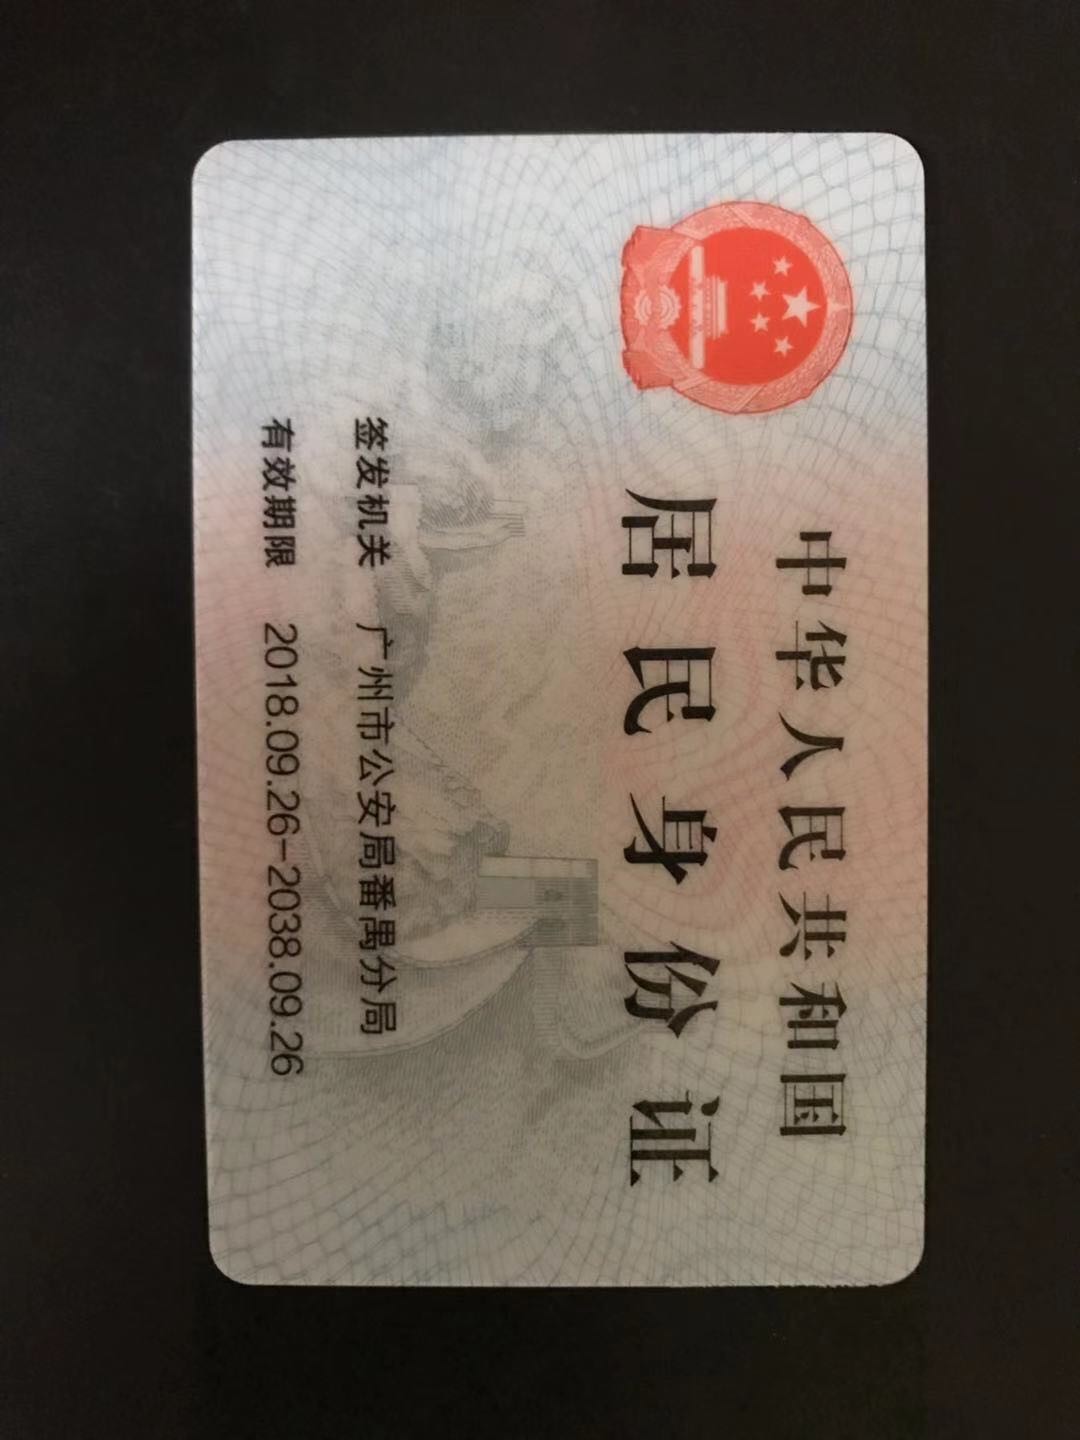 中华人民共和国
居民身份证
签发机关 广州市公安局番禺分局
有效期限 2018.09.26-2038.09.26